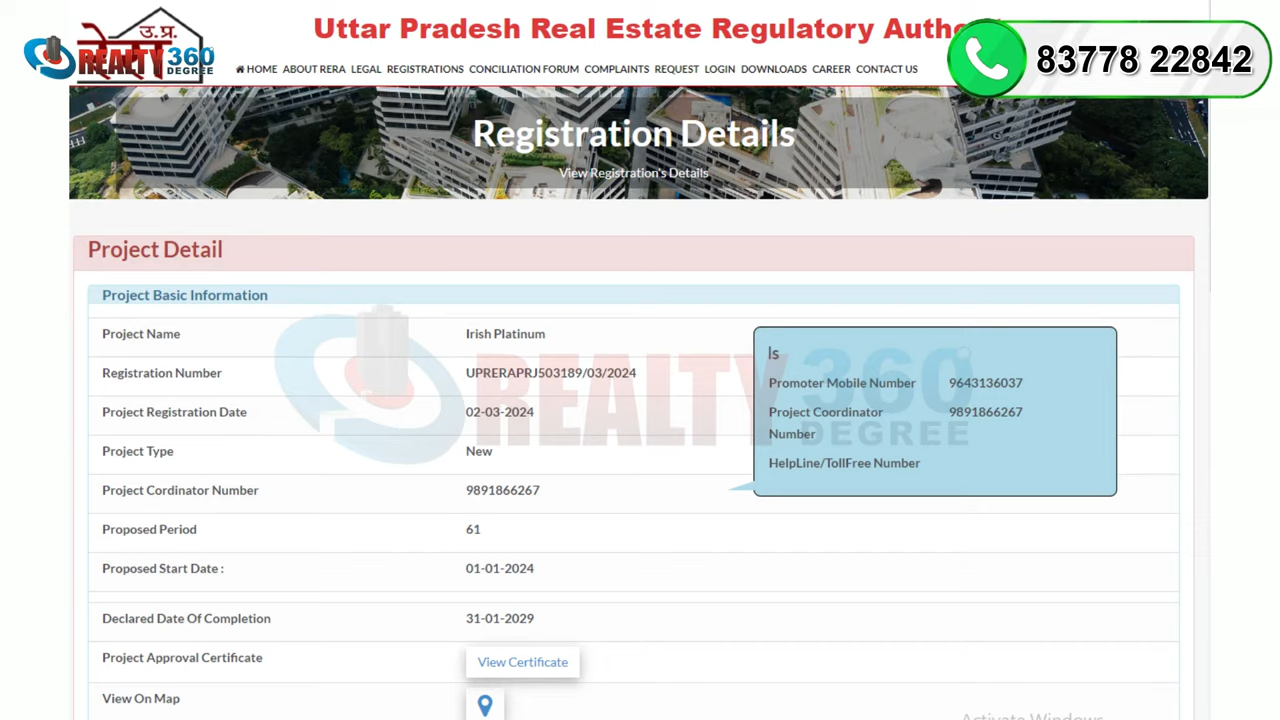 उ.प्र.
रेरा
REALTY 360
DEGREE
Uttar Pradesh Real Estate Regulatory Autho
83778 22842
HOME ABOUT RERA LEGAL REGISTRATIONS CONCILIATION FORUM COMPLAINTS REQUEST LOGIN DOWNLOADS CAREER CONTACT US
Registration Details
View Registration's Details
Project Detail
Project Basic Information
Project Name Irish Platinum
Registration Number UPRERAPRJ503189/03/2024
Project Registration Date 02-03-2024
Project Type New
Project Cordinator Number 9891866267
Proposed Period 61
Proposed Start Date : 01-01-2024
Declared Date Of Completion 31-01-2029
Project Approval Certificate View Certificate
View On Map
ls
Promoter Mobile Number 9643136037
Project Coordinator 9891866267
Number
HelpLine/TollFree Number
REALTY 360
DEGREE
Activate Windows